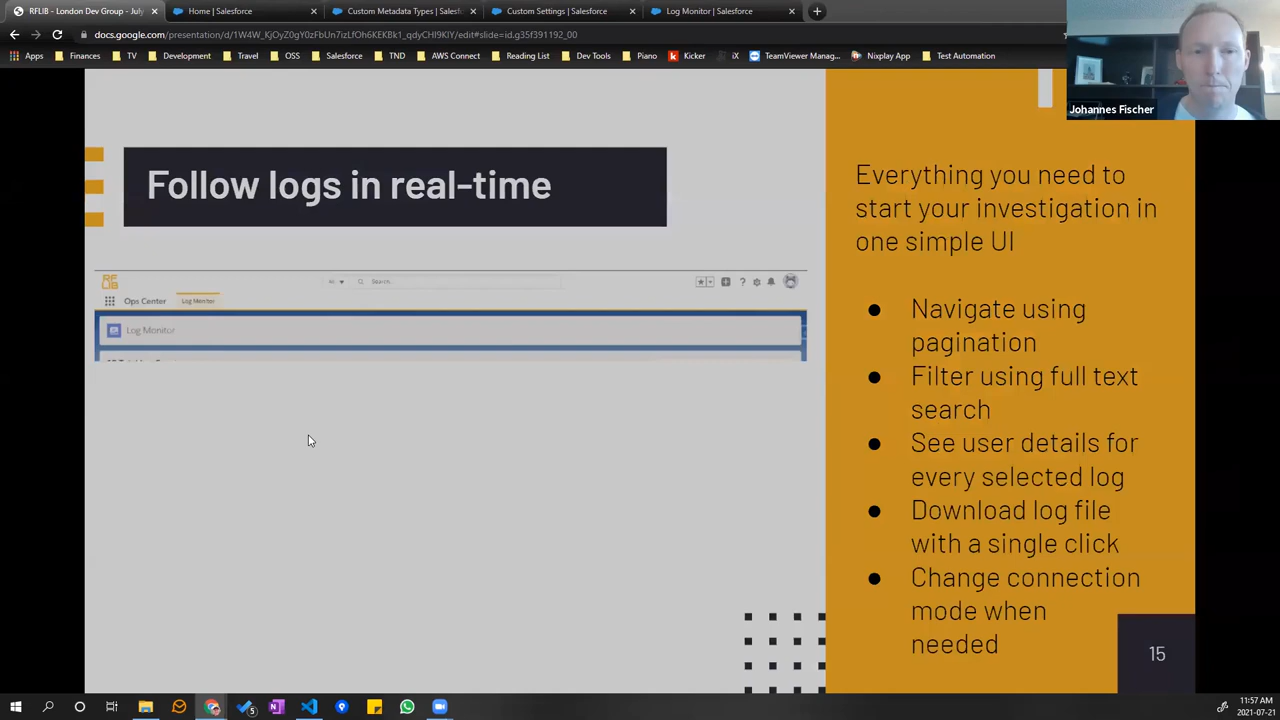 RFLIB - London Dev Group - July
Home | Salesforce
Custom Metadata Types | Salesf
Custom Settings | Salesforce
Log Monitor | Salesforce
docs.google.com/presentation/d/
edit#slide=id.g35f391192_00
Apps
Finances
TV
Development
Travel
OSS
Salesforce
TND
AWS Connect
Reading List
Dev Tools
Piano
Kicker
iX
TeamViewer Manag...
Nixplay App
Test Automation
Johannes Fischer
Follow logs in real-time
RF
LIB
All
Search...
Ops Center
Log Monitor
Log Monitor
Everything you need to
start your investigation in
one simple UI
● Navigate using
pagination
● Filter using full text
search
● See user details for
every selected log
● Download log file
with a single click
● Change connection
mode when
needed
15
11:57 AM
2021-07-21